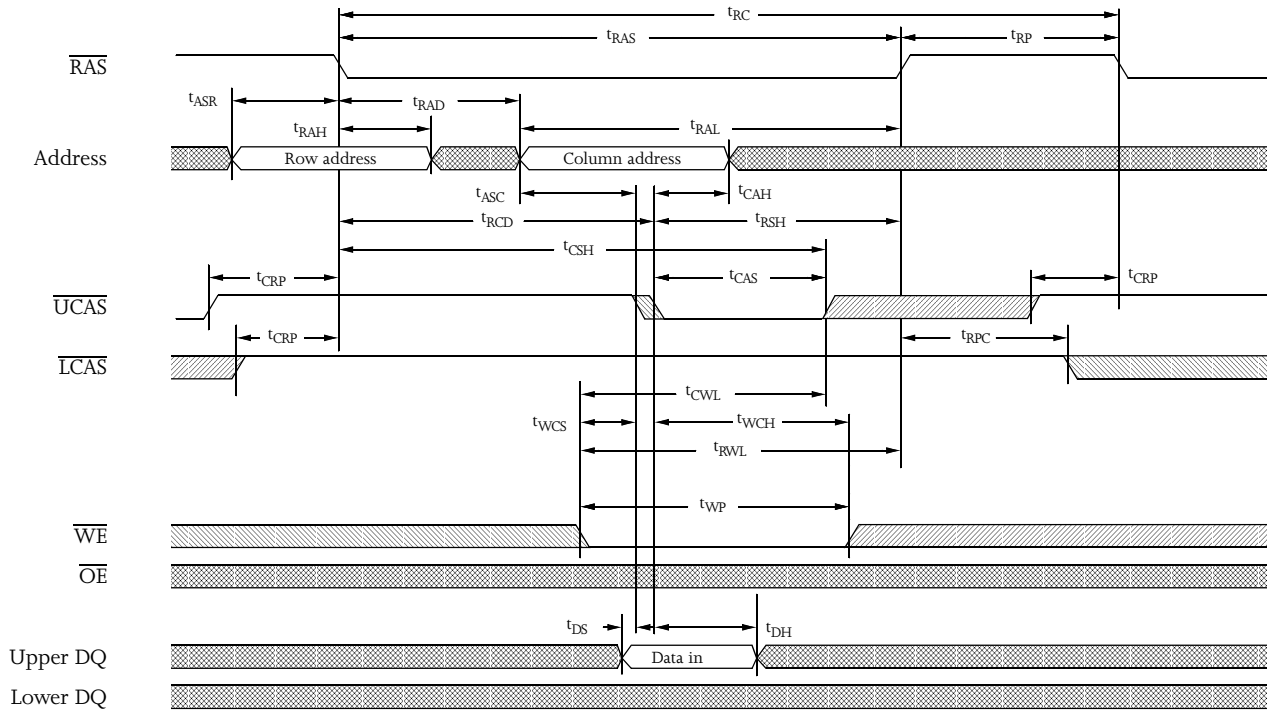 tRC
tRAS tRP
RAS
tASR tRAD
tRAH tRAL
Address Row address Column address
tASC tCAH
tRCD tRSH
tCSH
tCRP tCAS tCRP
UCAS
tCRP tRPC
LCAS
tCWL
tWCS tWCH
tRWL
tWP
WE
OE
tDS tDH
Upper DQ Data in
Lower DQ